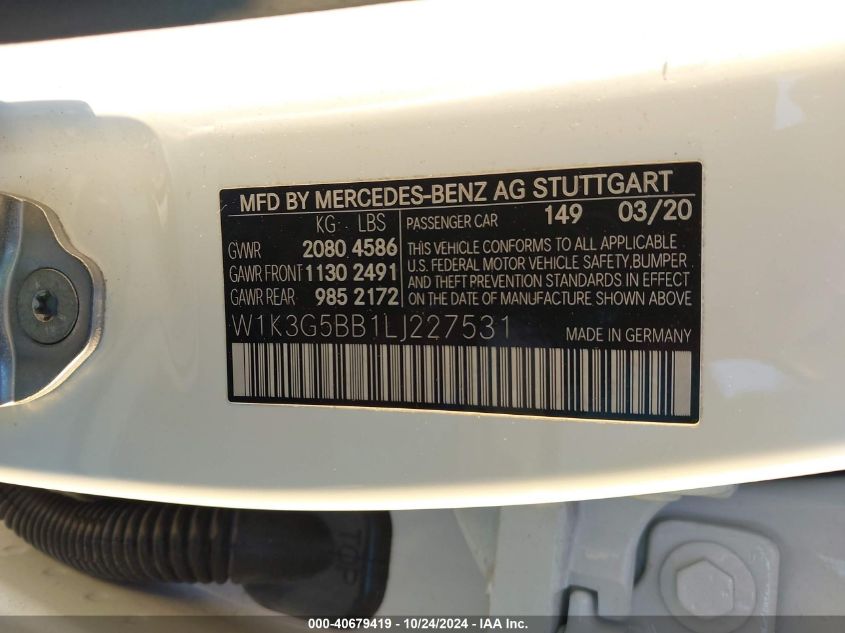 MFD BY MERCEDES-BENZ AG STUTTGART
KG LBS
GVWR 2080 4586
GAWR FRONT 1130 2491
GAWR REAR 985 2172
PASSENGER CAR 149 03/20
THIS VEHICLE CONFORMS TO ALL APPLICABLE
U.S. FEDERAL MOTOR VEHICLE SAFETY, BUMPER
AND THEFT PREVENTION STANDARDS IN EFFECT
ON THE DATE OF MANUFACTURE SHOWN ABOVE
W1K3G5BB1LJ227531 MADE IN GERMANY
TOP
000-40679419 - 10/24/2024 - IAA Inc.